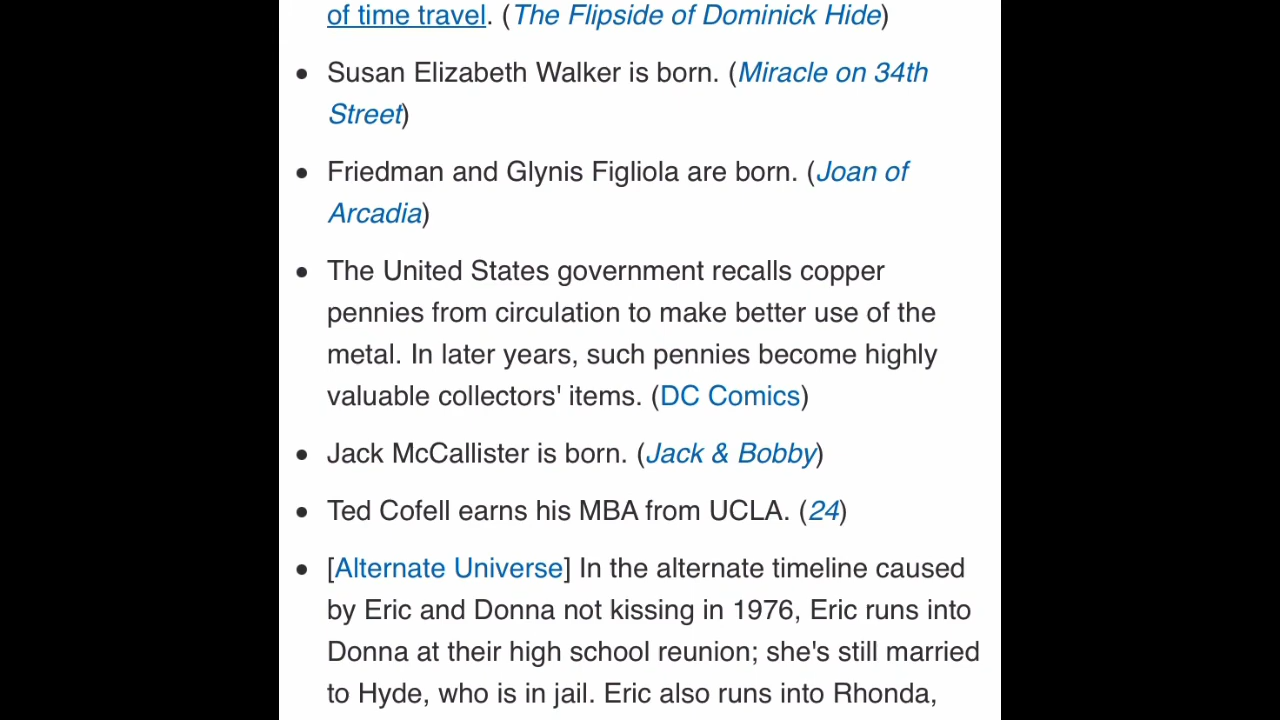 of time travel. (The Flipside of Dominick Hide)
• Susan Elizabeth Walker is born. (Miracle on 34th
Street)
• Friedman and Glynis Figliola are born. (Joan of
Arcadia)
• The United States government recalls copper
pennies from circulation to make better use of the
metal. In later years, such pennies become highly
valuable collectors' items. (DC Comics)
• Jack McCallister is born. (Jack & Bobby)
• Ted Cofell earns his MBA from UCLA. (24)
• [Alternate Universe] In the alternate timeline caused
by Eric and Donna not kissing in 1976, Eric runs into
Donna at their high school reunion; she's still married
to Hyde, who is in jail. Eric also runs into Rhonda,